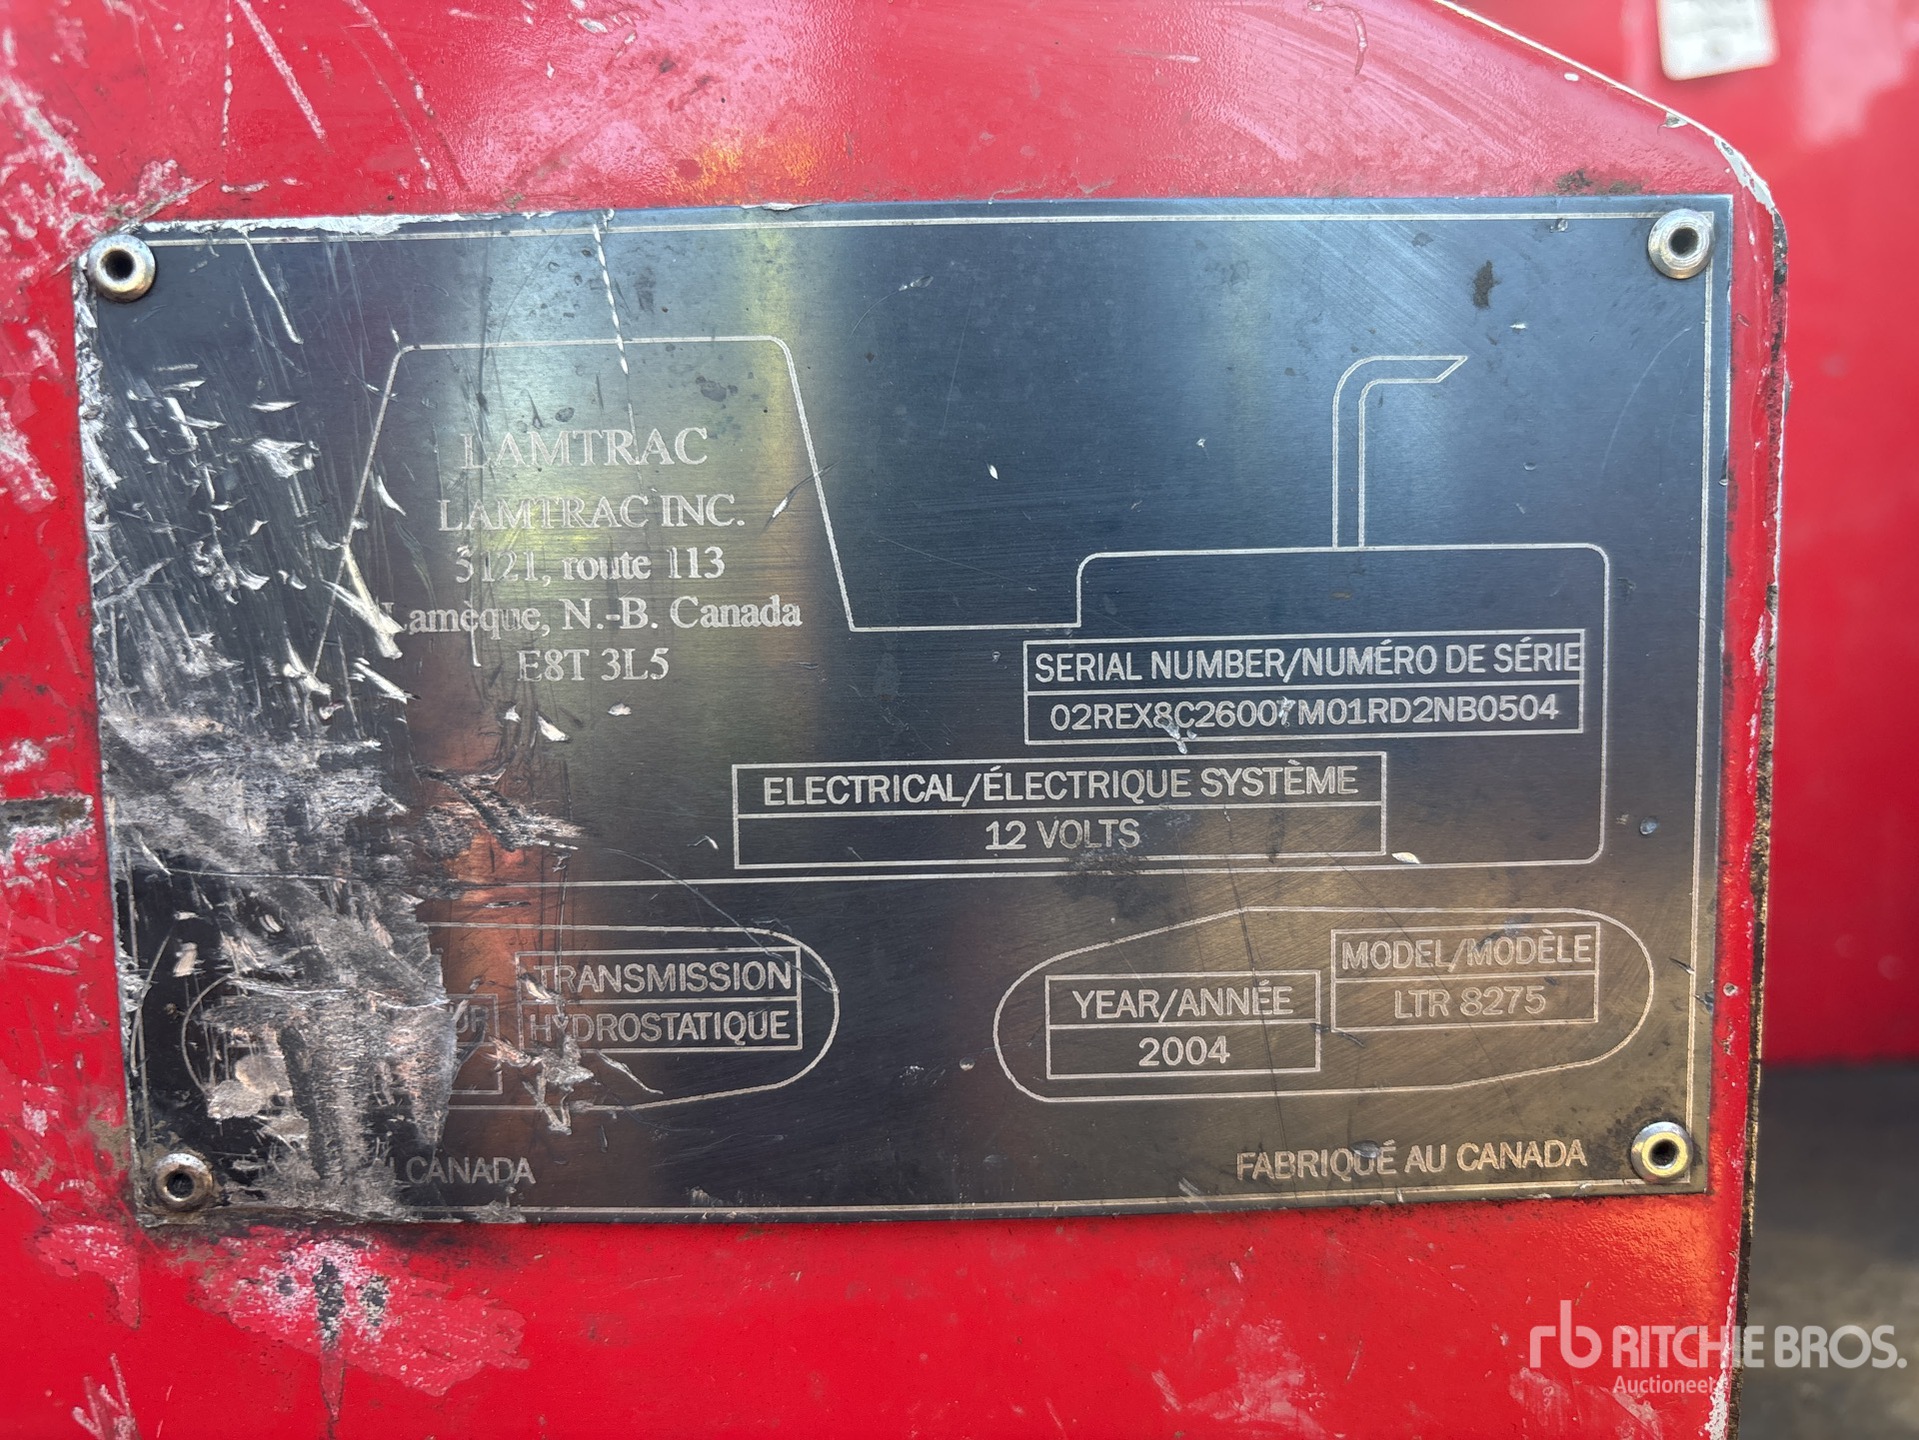 LAMTRAC
LAMTRAC INC.
5121, route 113
Lamèque, N.-B. Canada
E8T 3L5
SERIAL NUMBER/NUMÉRO DE SÉRIE
02REX8C26007M01RD2NB0504
ELECTRICAL/ÉLECTRIQUE SYSTÈME
12 VOLTS
TRANSMISSION
HYDROSTATIQUE
YEAR/ANNÉE
2004
MODEL/MODÈLE
LTR 8275
CANADA
FABRIQUÉ AU CANADA
rb RITCHIE BROS.
Auctioneers